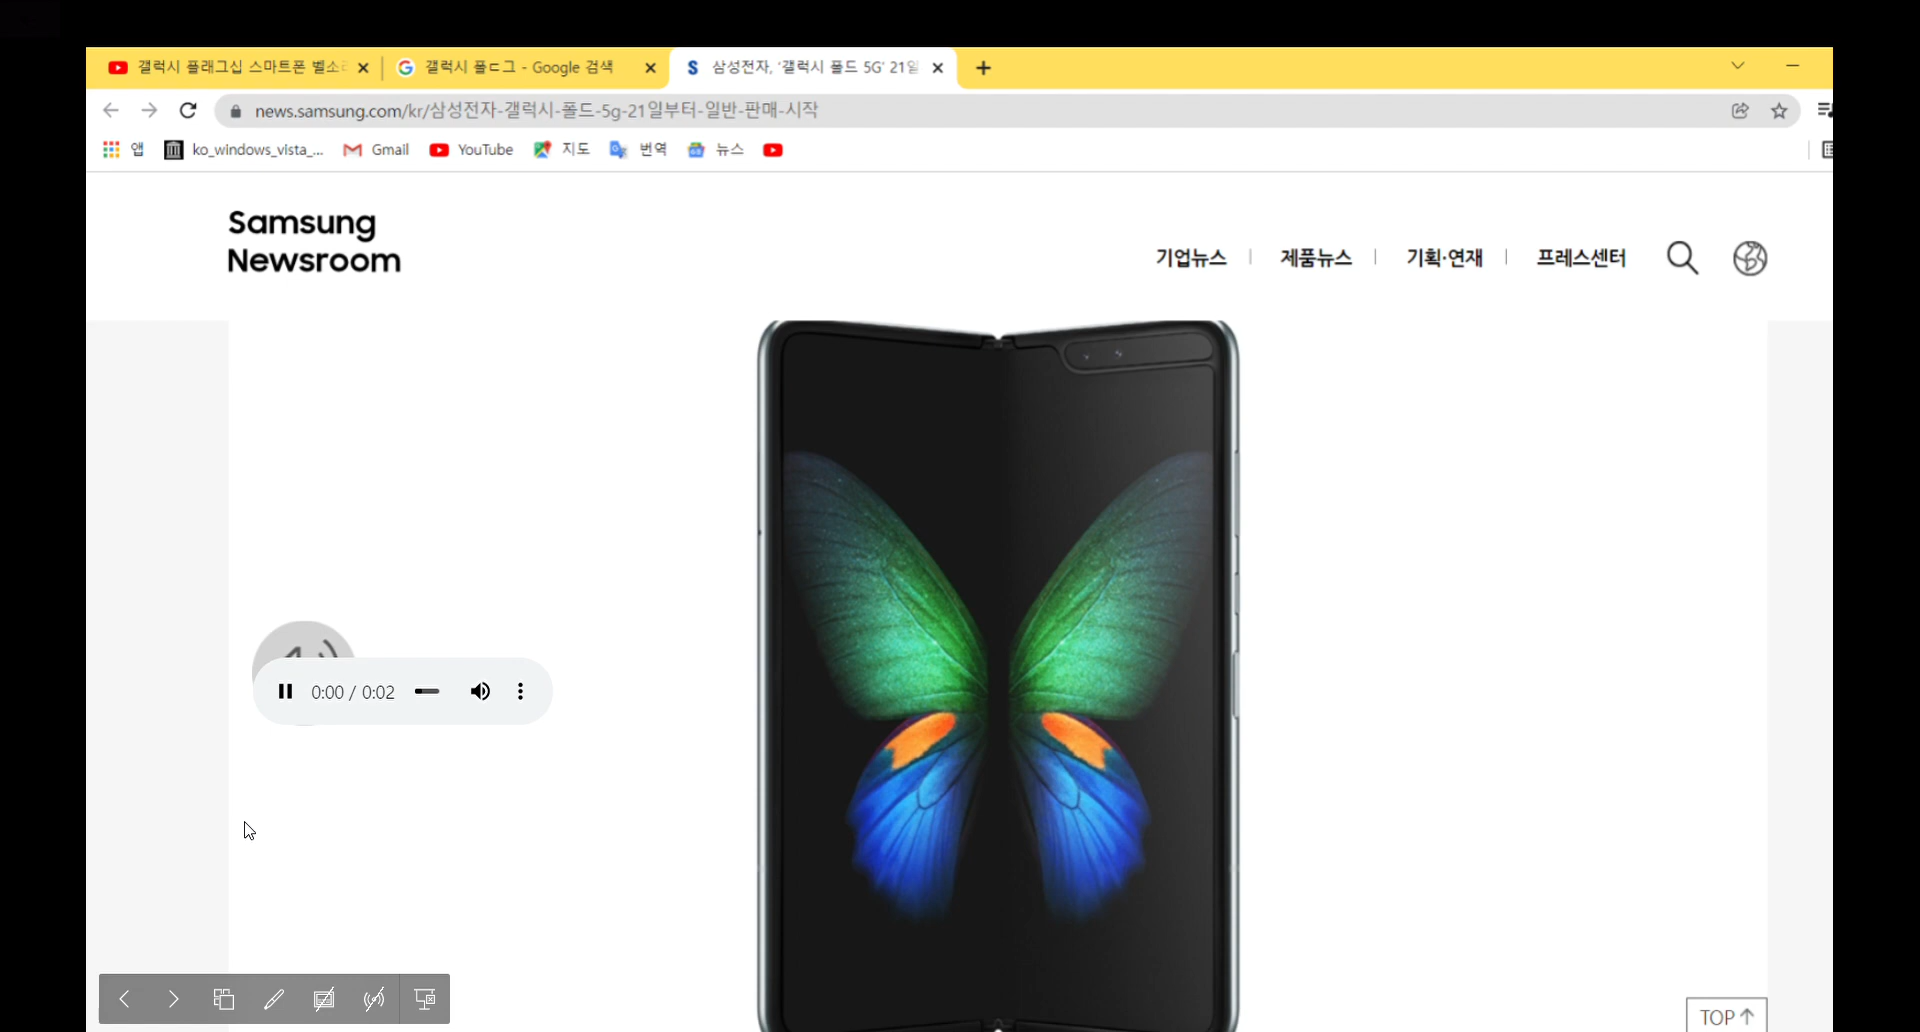 갤럭시 플래그십 스마트폰 벨소
갤럭시 폴ㄷ그 - Google 검색
삼성전자, '갤럭시 폴드 5G' 21일
news.samsung.com/kr/삼성전자-갤럭시-폴드-5g-21일부터-일반-판매-시작
앱
ko_windows_vista_...
Gmail
YouTube
지도
번역
뉴스
Samsung
Newsroom
기업뉴스
제품뉴스
기획·연재
프레스센터
0:00 / 0:02
TOP